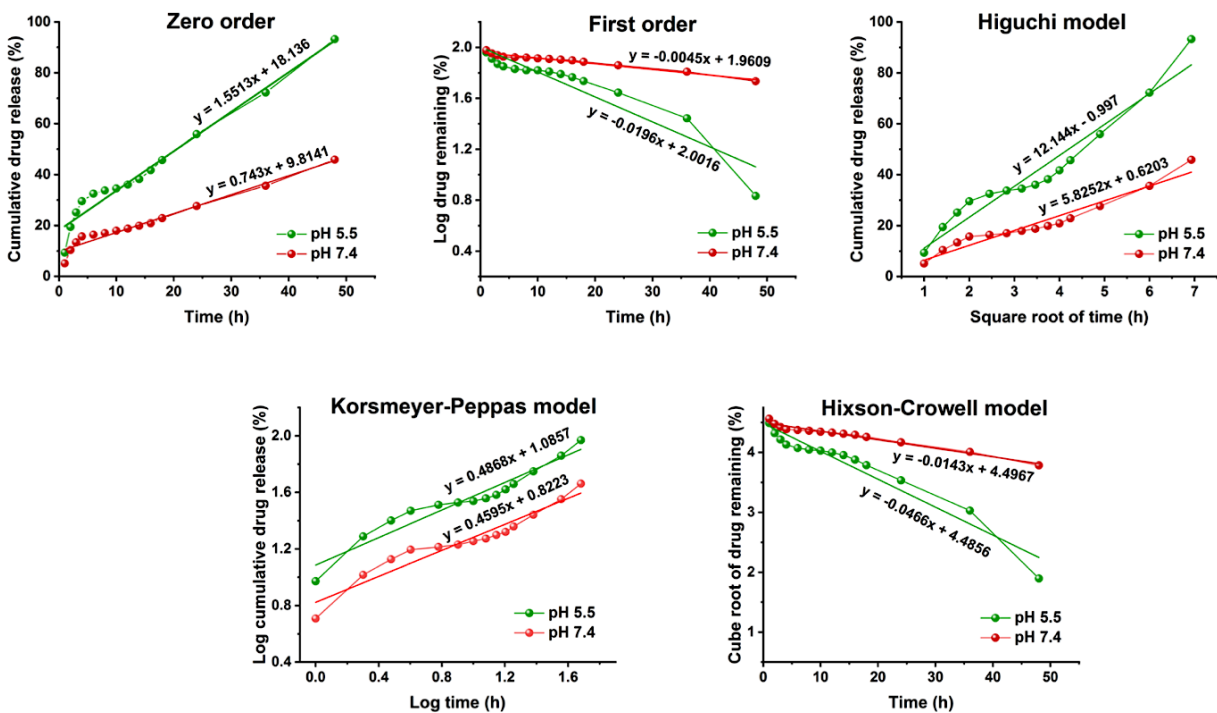 Zero order
Cumulative drug release (%)
100
80
60
40
20
0
y = 1.5513x + 18.136
y = 0.743x + 9.8141
pH 5.5
pH 7.4
0 10 20 30 40 50
Time (h)
First order
Log drug remaining (%)
2.0
1.6
1.2
0.8
0.4
y = -0.0045x + 1.9609
y = -0.0196x + 2.0016
pH 5.5
pH 7.4
0 10 20 30 40 50
Time (h)
Higuchi model
Cumulative drug release (%)
100
80
60
40
20
0
y = 12.144x - 0.997
y = 5.8252x + 0.6203
pH 5.5
pH 7.4
1 2 3 4 5 6 7
Square root of time (h)
Korsmeyer-Peppas model
Log cumulative drug release (%)
2.0
1.6
1.2
0.8
0.4
y = 0.4868x + 1.0857
y = 0.4595x + 0.8223
pH 5.5
pH 7.4
0.0 0.4 0.8 1.2 1.6
Log time (h)
Hixson-Crowell model
Cube root of drug remaining (%)
4
3
2
1
y = -0.0143x + 4.4967
y = -0.0466x + 4.4856
pH 5.5
pH 7.4
0 10 20 30 40 50
Time (h)